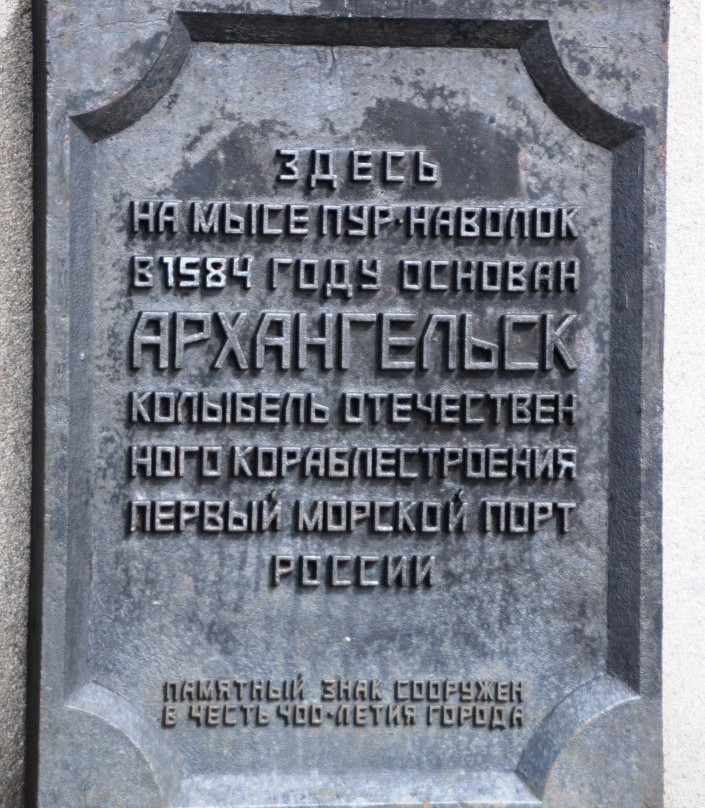 ЗДЕСЬ
НА МЫСЕ ПУР-НАВОЛОК
В 1584 ГОДУ ОСНОВАН
АРХАНГЕЛЬСК
КОЛЫБЕЛЬ ОТЕЧЕСТВЕН
НОГО КОРАБЛЕСТРОЕНИЯ
ПЕРВЫЙ МОРСКОЙ ПОРТ
РОССИИ
ПАМЯТНЫЙ ЗНАК СООРУЖЕН
В ЧЕСТЬ 400-ЛЕТИЯ ГОРОДА